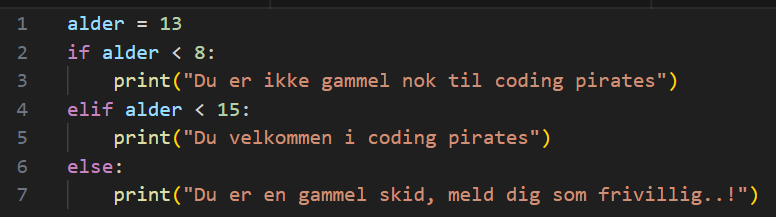 1 alder = 13
2 if alder < 8:
3     print("Du er ikke gammel nok til coding pirates")
4 elif alder < 15:
5     print("Du velkommen i coding pirates")
6 else:
7     print("Du er en gammel skid, meld dig som frivillig..!")